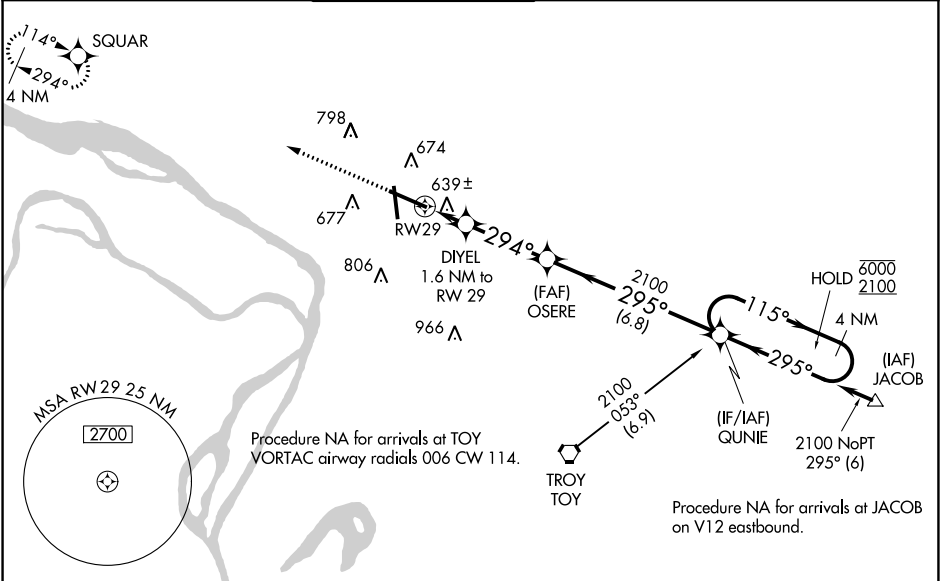 114°
SQUAR
294°
4 NM
798
674
639±
677
RW29
DIYEL
1.6 NM to
RW 29
294°
(FAF)
OSERE
806
966
2100
295°
(6.8)
HOLD
6000
2100
115°
4 NM
295°
(IAF)
JACOB
(IF/IAF)
QUNIE
2100 NoPT
295° (6)
2100
053°
(6.9)
TROY
TOY
MSA RW29 25 NM
2700
Procedure NA for arrivals at TOY
VORTAC airway radials 006 CW 114.
Procedure NA for arrivals at JACOB
on V12 eastbound.